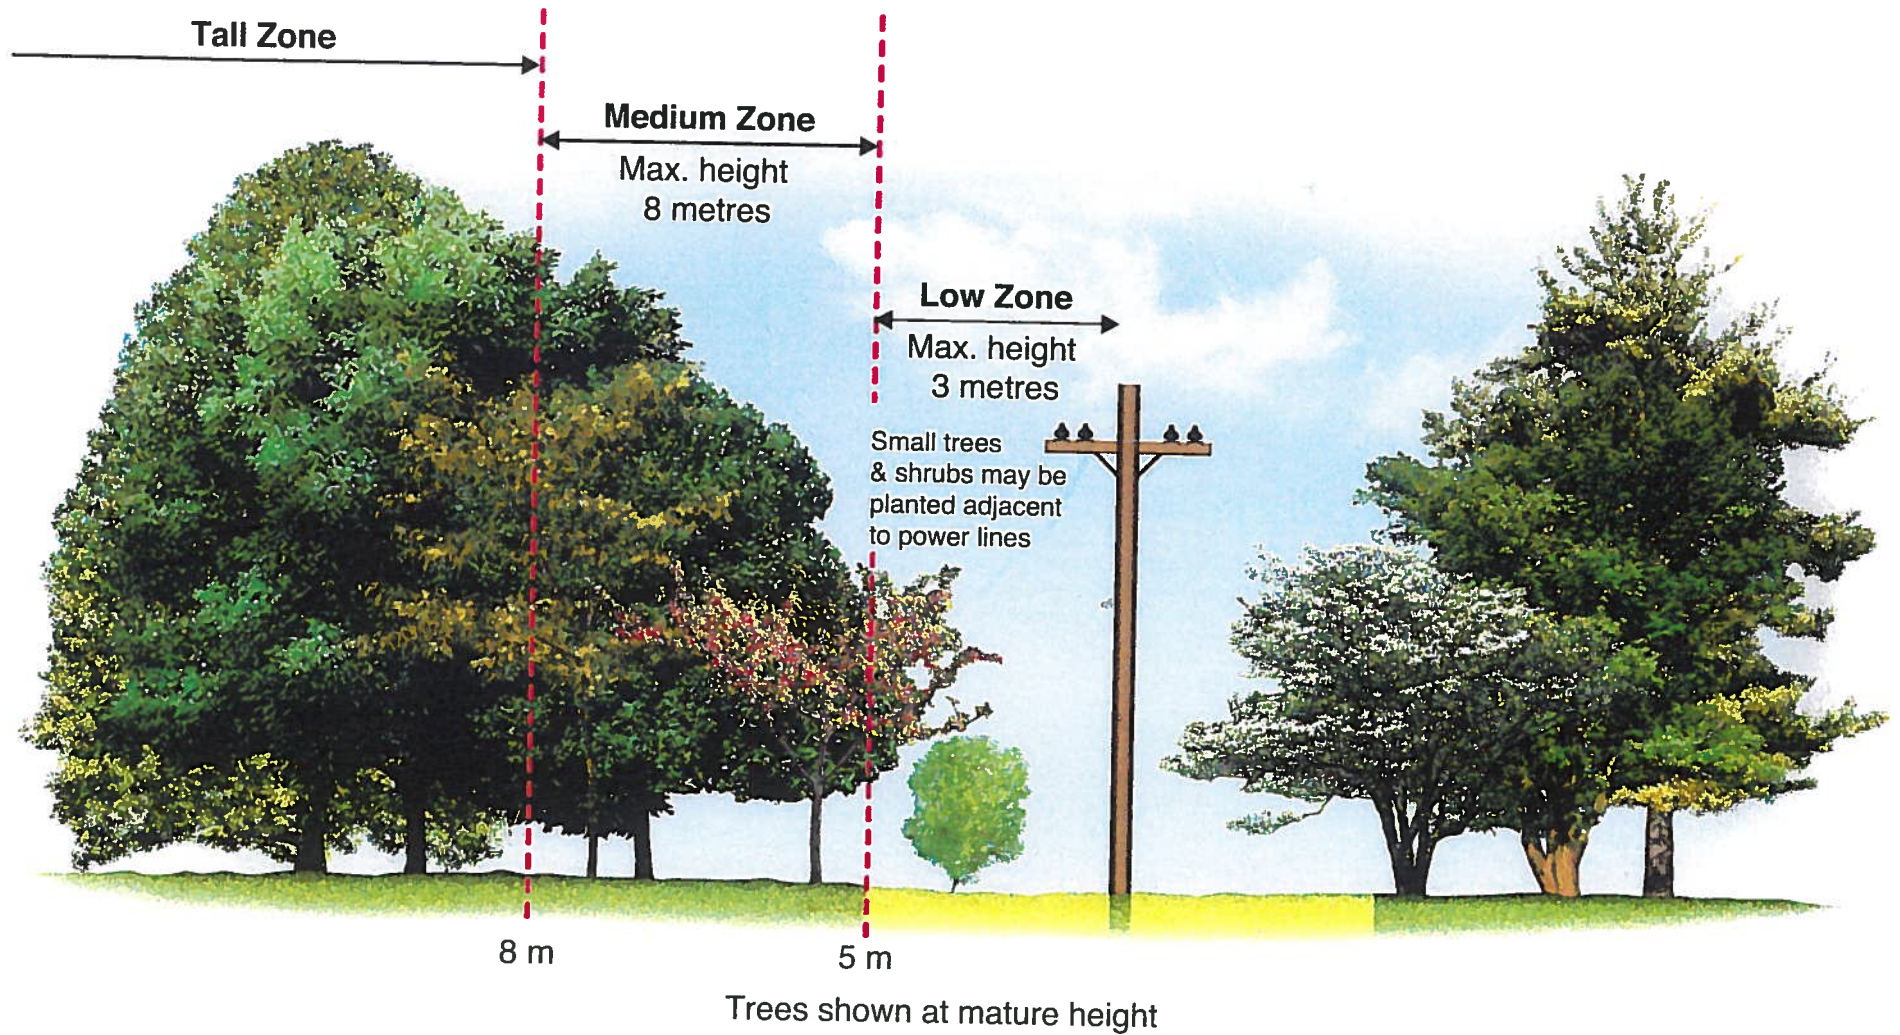 Tall Zone
Medium Zone
Max. height
8 metres
Low Zone
Max. height
3 metres
Small trees
& shrubs may be
planted adjacent
to power lines
8 m
5 m
Trees shown at mature height